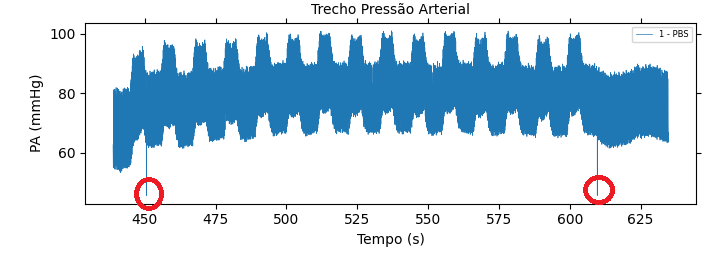 Trecho Pressão Arterial
1 - PBS
PA (mmHg)
100
80
60
450 475 500 525 550 575 600 625
Tempo (s)